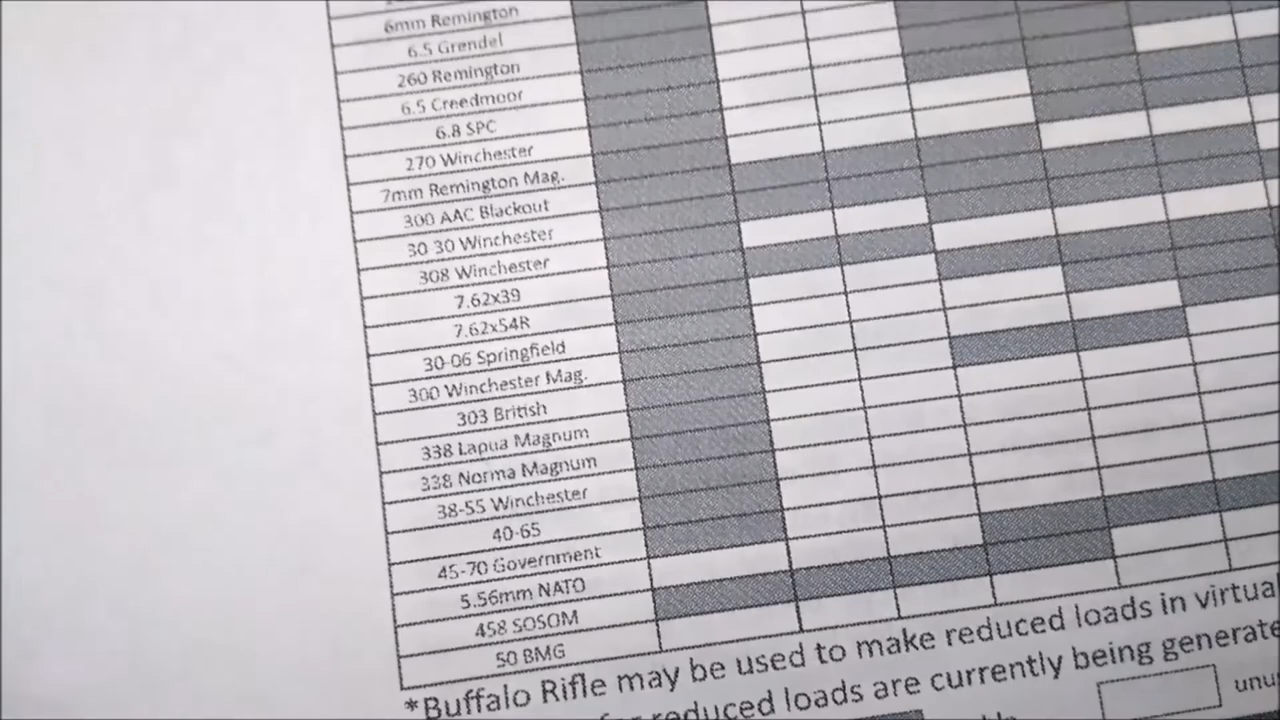 6mm Remington
6.5 Grendel
260 Remington
6.5 Creedmoor
6.8 SPC
270 Winchester
7mm Remington Mag.
300 AAC Blackout
30-30 Winchester
308 Winchester
7.62x39
7.62x54R
30-06 Springfield
300 Winchester Mag.
303 British
338 Lapua Magnum
338 Norma Magnum
38-55 Winchester
40-65
45-70 Government
5.56mm NATO
458 SOSOM
50 BMG
*Buffalo Rifle may be used to make reduced loads in virtua
reduced loads are currently being generate
unu